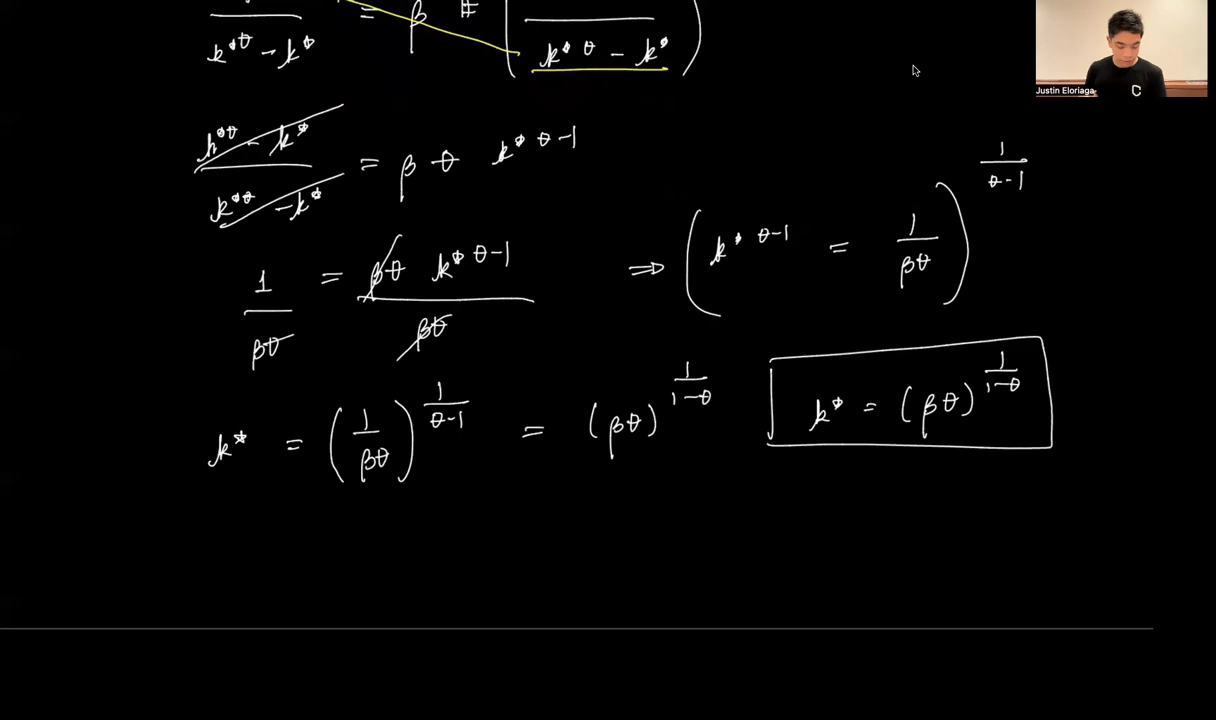 k*^θ - k* = β E ( k*^θ - k* )
Justin Eloriaga
C
(k*^θ - k*) / (k*^θ - k*) = β θ k*^(θ-1)
1/(βθ) = βθ k*^(θ-1) / βθ ⇒ ( k*^(θ-1) = 1/(βθ) )^(1/(θ-1))
k* = (1/(βθ))^(1/(θ-1)) = (βθ)^(1/(1-θ))
k* = (βθ)^(1/(1-θ))